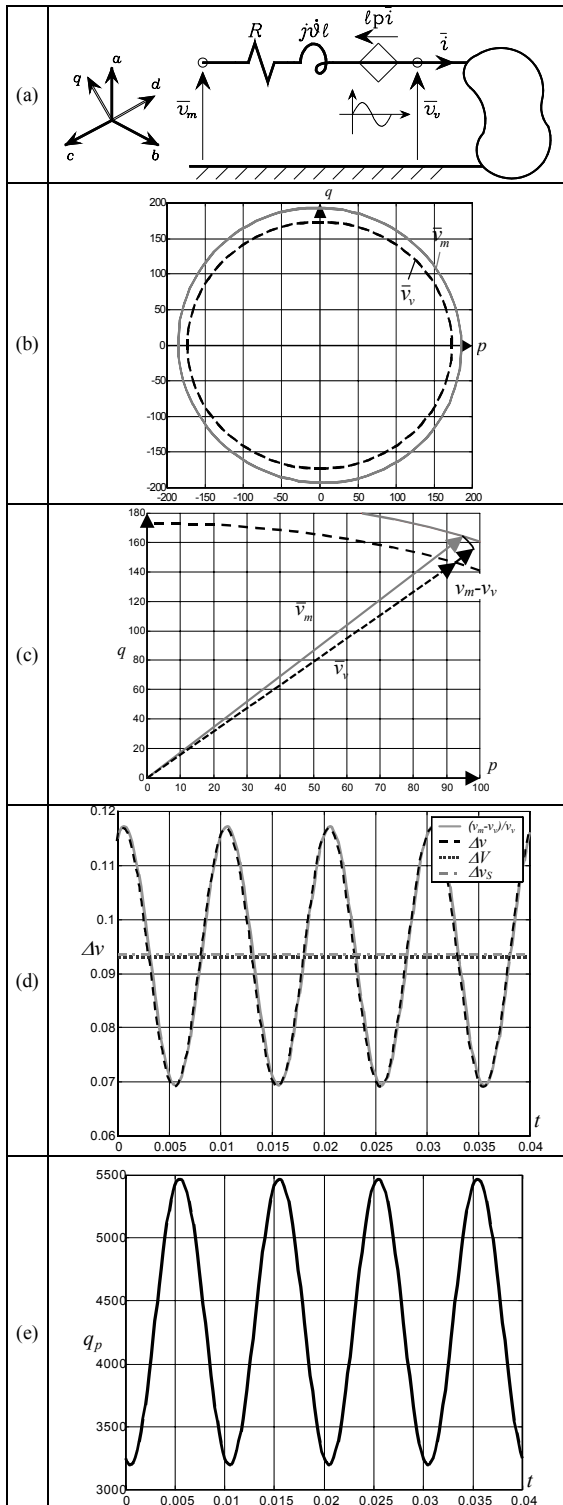 (a)
R
jϑ̇ℓ
ℓpi̅
i̅
a
q
d
v̅m
v̅v
c
b
(b)
q
200
150
100
50
0
-50
-100
-150
-200
v̅m
v̅v
p
-200 -150 -100 -50 0 50 100 150 200
(c)
180
160
140
120
100
80
60
40
20
0
q
v̅m
v̅v
vm-vv
0 10 20 30 40 50 60 70 80 90 100
p
(d)
0.12
0.11
0.1
Δv
0.09
0.08
0.07
0.06
(vm-vv)/vv
Δv
ΔV
ΔvS
t
0 0.005 0.01 0.015 0.02 0.025 0.03 0.035 0.04
(e)
5500
5000
4500
qp
4000
3500
3000
t
0 0.005 0.01 0.015 0.02 0.025 0.03 0.035 0.04